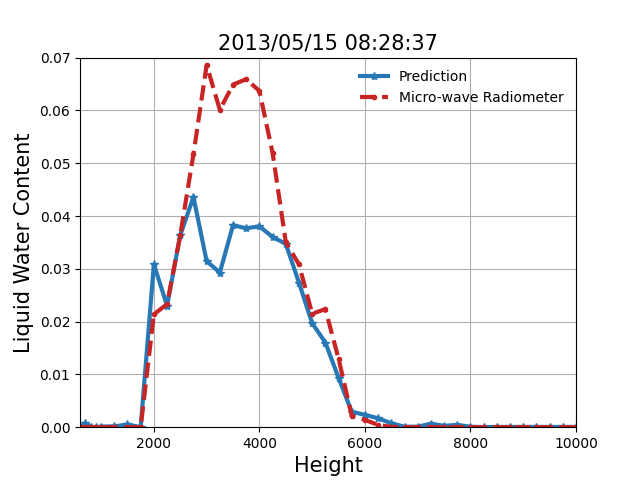 2013/05/15 08:28:37
Prediction
Micro-wave Radiometer
Liquid Water Content
0.07
0.06
0.05
0.04
0.03
0.02
0.01
0.00
2000 4000 6000 8000 10000
Height